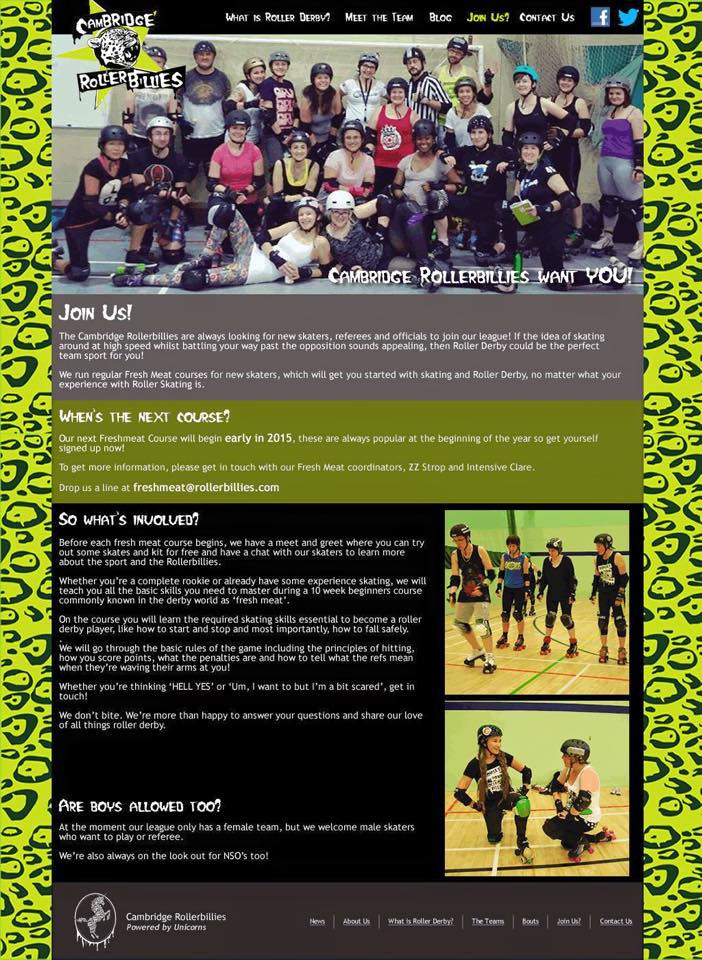 CAMBRIDGE
ROLLERBILLIES
What is Roller Derby? Meet the Team Blog Join Us? Contact Us
Cambridge Rollerbillies want YOU!
Join Us!
The Cambridge Rollerbillies are always looking for new skaters, referees and officials to join our league! If the idea of skating
around at high speed whilst battling your way past the opposition sounds appealing, then Roller Derby could be the perfect
team sport for you!
We run regular Fresh Meat courses for new skaters, which will get you started with skating and Roller Derby, no matter what your
experience with Roller Skating is.
When's the next course?
Our next Freshmeat Course will begin early in 2015, these are always popular at the beginning of the year so get yourself
signed up now!
To get more information, please get in touch with our Fresh Meat coordinators, ZZ Strop and Intensive Clare.
Drop us a line at freshmeat@rollerbillies.com
So what's involved?
Before each fresh meat course begins, we have a meet and greet where you can try
out some skates and kit for free and have a chat with our skaters to learn more
about the sport and the Rollerbillies.
Whether you're a complete rookie or already have some experience skating, we will
teach you all the basic skills you need to master during a 10 week beginners course
commonly known in the derby world as 'fresh meat'.
On the course you will learn the required skating skills essential to become a roller
derby player, like how to start and stop and most importantly, how to fall safely.
We will go through the basic rules of the game including the principles of hitting,
how you score points, what the penalties are and how to tell what the refs mean
when they're waving their arms at you!
Whether you're thinking 'HELL YES' or 'Um, I want to but I'm a bit scared', get in
touch!
We don't bite. We're more than happy to answer your questions and share our love
of all things roller derby.
Are boys allowed too?
At the moment our league only has a female team, but we welcome male skaters
who want to play or referee.
We're also always on the look out for NSO's too!
Cambridge Rollerbillies
Powered by Unicorns
News | About Us | What is Roller Derby? | The Teams | Bouts | Join Us? | Contact Us